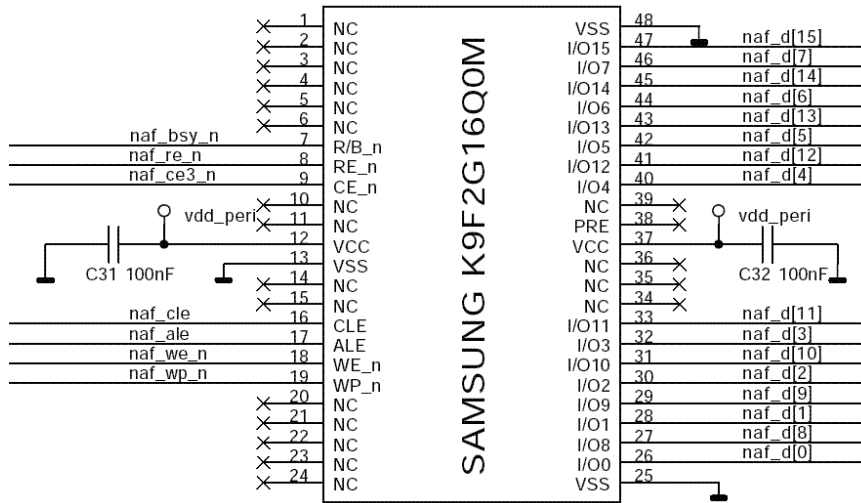 1 NC
2 NC
3 NC
4 NC
5 NC
6 NC
naf_bsy_n 7 R/B_n
naf_re_n 8 RE_n
naf_ce3_n 9 CE_n
10 NC
vdd_peri 11 NC
12 VCC
C31 100nF 13 VSS
14 NC
15 NC
naf_cle 16 CLE
naf_ale 17 ALE
naf_we_n 18 WE_n
naf_wp_n 19 WP_n
20 NC
21 NC
22 NC
23 NC
24 NC
SAMSUNG K9F2G16Q0M
VSS 48
I/O15 47 naf_d[15]
I/O7 46 naf_d[7]
I/O14 45 naf_d[14]
I/O6 44 naf_d[6]
I/O13 43 naf_d[13]
I/O5 42 naf_d[5]
I/O12 41 naf_d[12]
I/O4 40 naf_d[4]
NC 39
PRE 38 vdd_peri
VCC 37
NC 36 C32 100nF
NC 35
NC 34
I/O11 33 naf_d[11]
I/O3 32 naf_d[3]
I/O10 31 naf_d[10]
I/O2 30 naf_d[2]
I/O9 29 naf_d[9]
I/O1 28 naf_d[1]
I/O8 27 naf_d[8]
I/O0 26 naf_d[0]
VSS 25